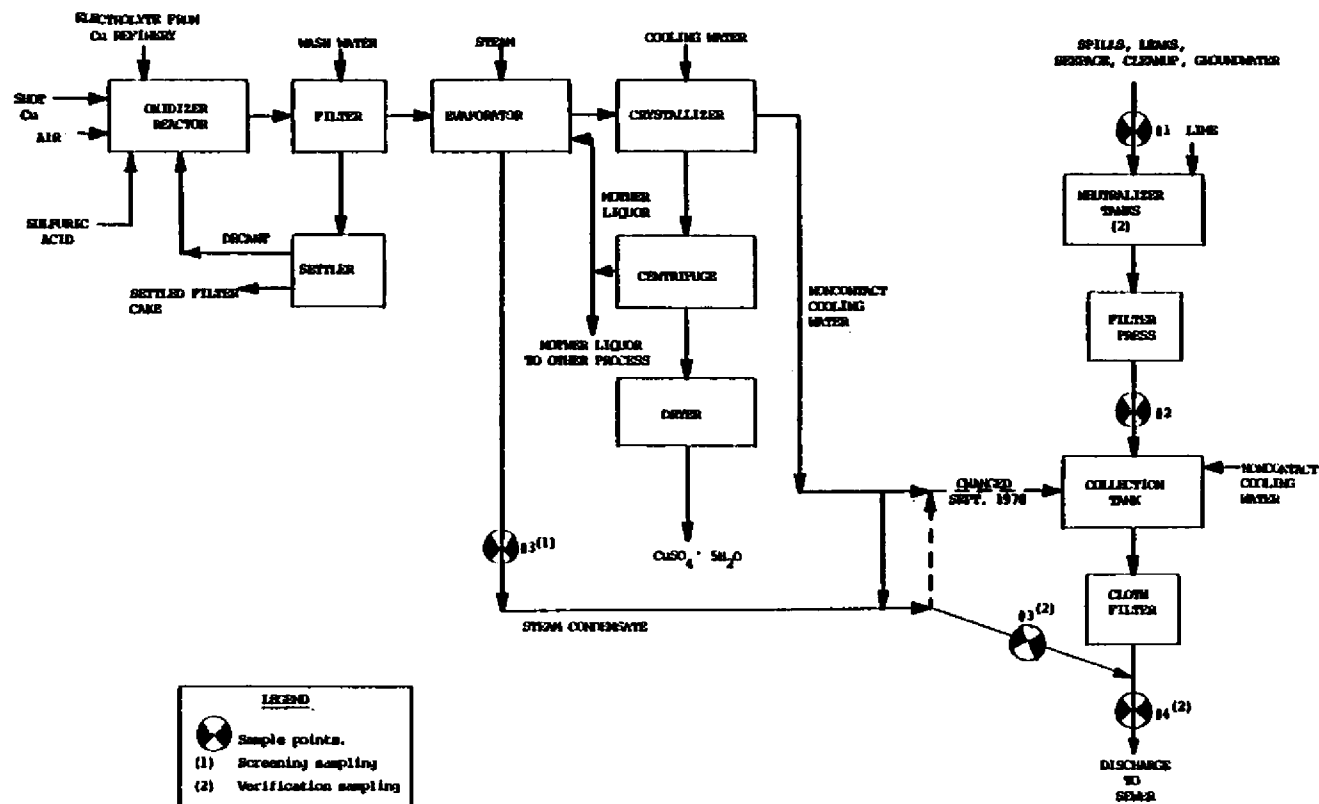 ELECTROLYTE FROM
Cu REFINERY
WASH WATER
STEAM
COOLING WATER
SPILLS, LEAKS,
SEEPAGE, CLEANUP, GROUNDWATER
SHOT
Cu
AIR
OXIDIZER
REACTOR
FILTER
EVAPORATOR
CRYSTALLIZER
#1
LIME
SULFURIC
ACID
DECANT
SETTLER
SETTLED FILTER
CAKE
MOTHER
LIQUOR
CENTRIFUGE
MOTHER LIQUOR
TO OTHER PROCESS
NONCONTACT
COOLING
WATER
NEUTRALIZER
TANKS
(2)
FILTER
PRESS
DRYER
#2
CHANGED
SEPT. 1978
COLLECTION
TANK
NONCONTACT
COOLING
WATER
#3(1)
CuSO4 · 5H2O
CLOTH
FILTER
STEAM CONDENSATE
#3(2)
#4(2)
DISCHARGE
TO
SEWER
LEGEND
Sample points.
(1) Screening sampling
(2) Verification sampling